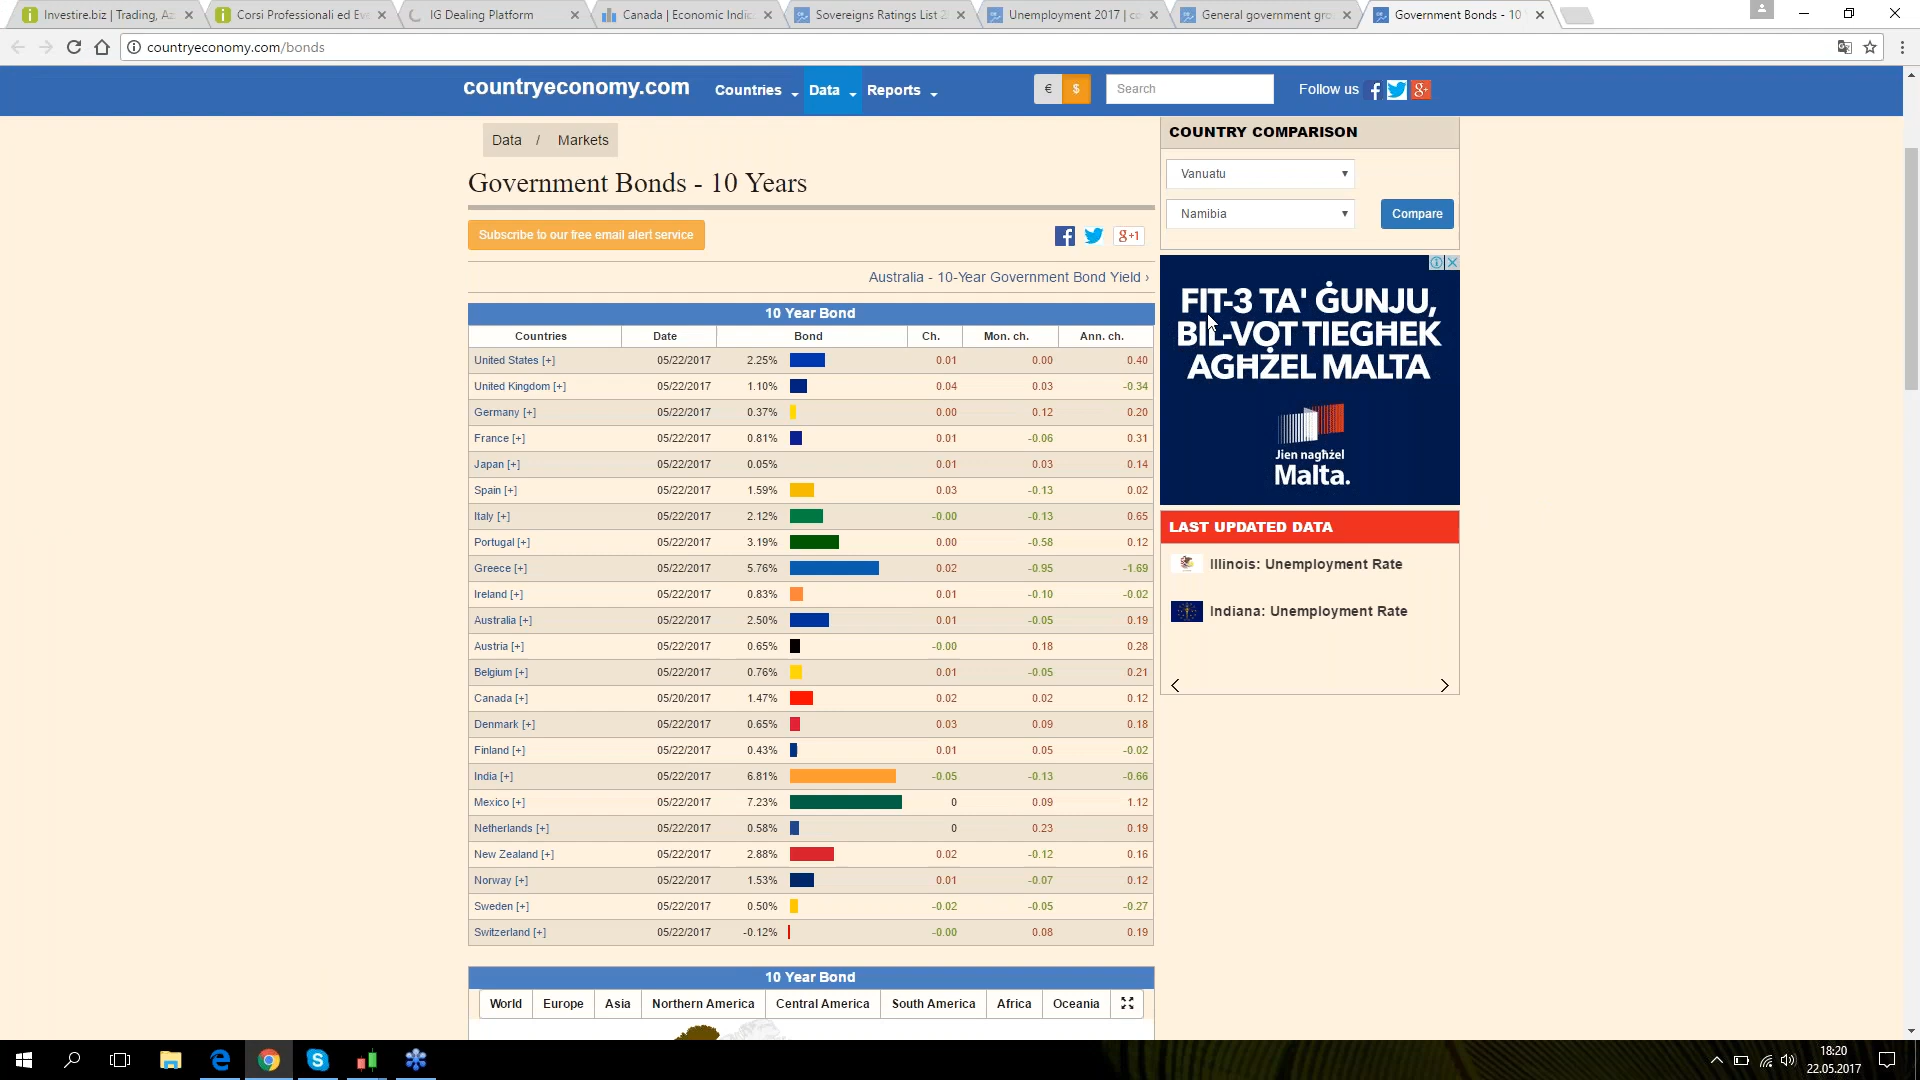 Investire.biz | Trading, Az
Corsi Professionali ed Eve
IG Dealing Platform
Canada | Economic Indic
Sovereigns Ratings List 2
Unemployment 2017 | co
General government gro
Government Bonds - 10
countryeconomy.com/bonds
countryeconomy.com
Countries
Data
Reports
€
$
Search
Follow us
Data / Markets
Government Bonds - 10 Years
Subscribe to our free email alert service
g+1
Australia - 10-Year Government Bond Yield ›
10 Year Bond
Countries Date Bond Ch. Mon. ch. Ann. ch.
United States [+] 05/22/2017 2.25% 0.01 0.00 0.40
United Kingdom [+] 05/22/2017 1.10% 0.04 0.03 -0.34
Germany [+] 05/22/2017 0.37% 0.00 0.12 0.20
France [+] 05/22/2017 0.81% 0.01 -0.06 0.31
Japan [+] 05/22/2017 0.05% 0.01 0.03 0.14
Spain [+] 05/22/2017 1.59% 0.03 -0.13 0.02
Italy [+] 05/22/2017 2.12% -0.00 -0.13 0.65
Portugal [+] 05/22/2017 3.19% 0.00 -0.58 0.12
Greece [+] 05/22/2017 5.76% 0.02 -0.95 -1.69
Ireland [+] 05/22/2017 0.83% 0.01 -0.10 -0.02
Australia [+] 05/22/2017 2.50% 0.01 -0.05 0.19
Austria [+] 05/22/2017 0.65% -0.00 0.18 0.28
Belgium [+] 05/22/2017 0.76% 0.01 -0.05 0.21
Canada [+] 05/20/2017 1.47% 0.02 0.02 0.12
Denmark [+] 05/22/2017 0.65% 0.03 0.09 0.18
Finland [+] 05/22/2017 0.43% 0.01 0.05 -0.02
India [+] 05/22/2017 6.81% -0.05 -0.13 -0.66
Mexico [+] 05/22/2017 7.23% 0 0.09 1.12
Netherlands [+] 05/22/2017 0.58% 0 0.23 0.19
New Zealand [+] 05/22/2017 2.88% 0.02 -0.12 0.16
Norway [+] 05/22/2017 1.53% 0.01 -0.07 0.12
Sweden [+] 05/22/2017 0.50% -0.02 -0.05 -0.27
Switzerland [+] 05/22/2017 -0.12% -0.00 0.08 0.19
10 Year Bond
World Europe Asia Northern America Central America South America Africa Oceania
COUNTRY COMPARISON
Vanuatu
Namibia
Compare
FIT-3 TA' ĠUNJU,
BIL-VOT TIEGĦEK
AGĦŻEL MALTA
Jien nagħżel
Malta.
LAST UPDATED DATA
Illinois: Unemployment Rate
Indiana: Unemployment Rate
18:20
22.05.2017